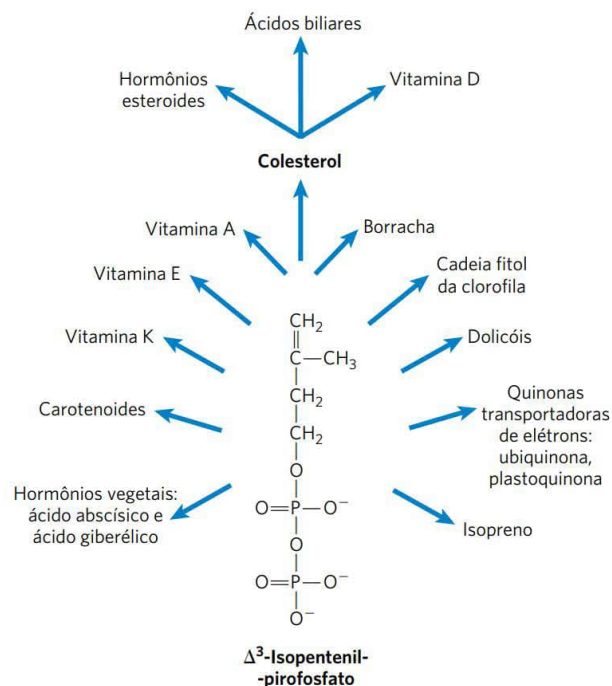 Ácidos biliares
Hormônios
esteroides
Vitamina D
Colesterol
Vitamina A
Borracha
Vitamina E
Cadeia fitol
da clorofila
Vitamina K
Dolicóis
Carotenoides
Quinonas
transportadoras
de elétrons:
ubiquinona,
plastoquinona
Hormônios vegetais:
ácido abscísico e
ácido giberélico
Isopreno
CH₂
C—CH₃
CH₂
CH₂
O
O=P—O⁻
O
O=P—O⁻
O⁻
Δ³-Isopentenil-
-pirofosfato